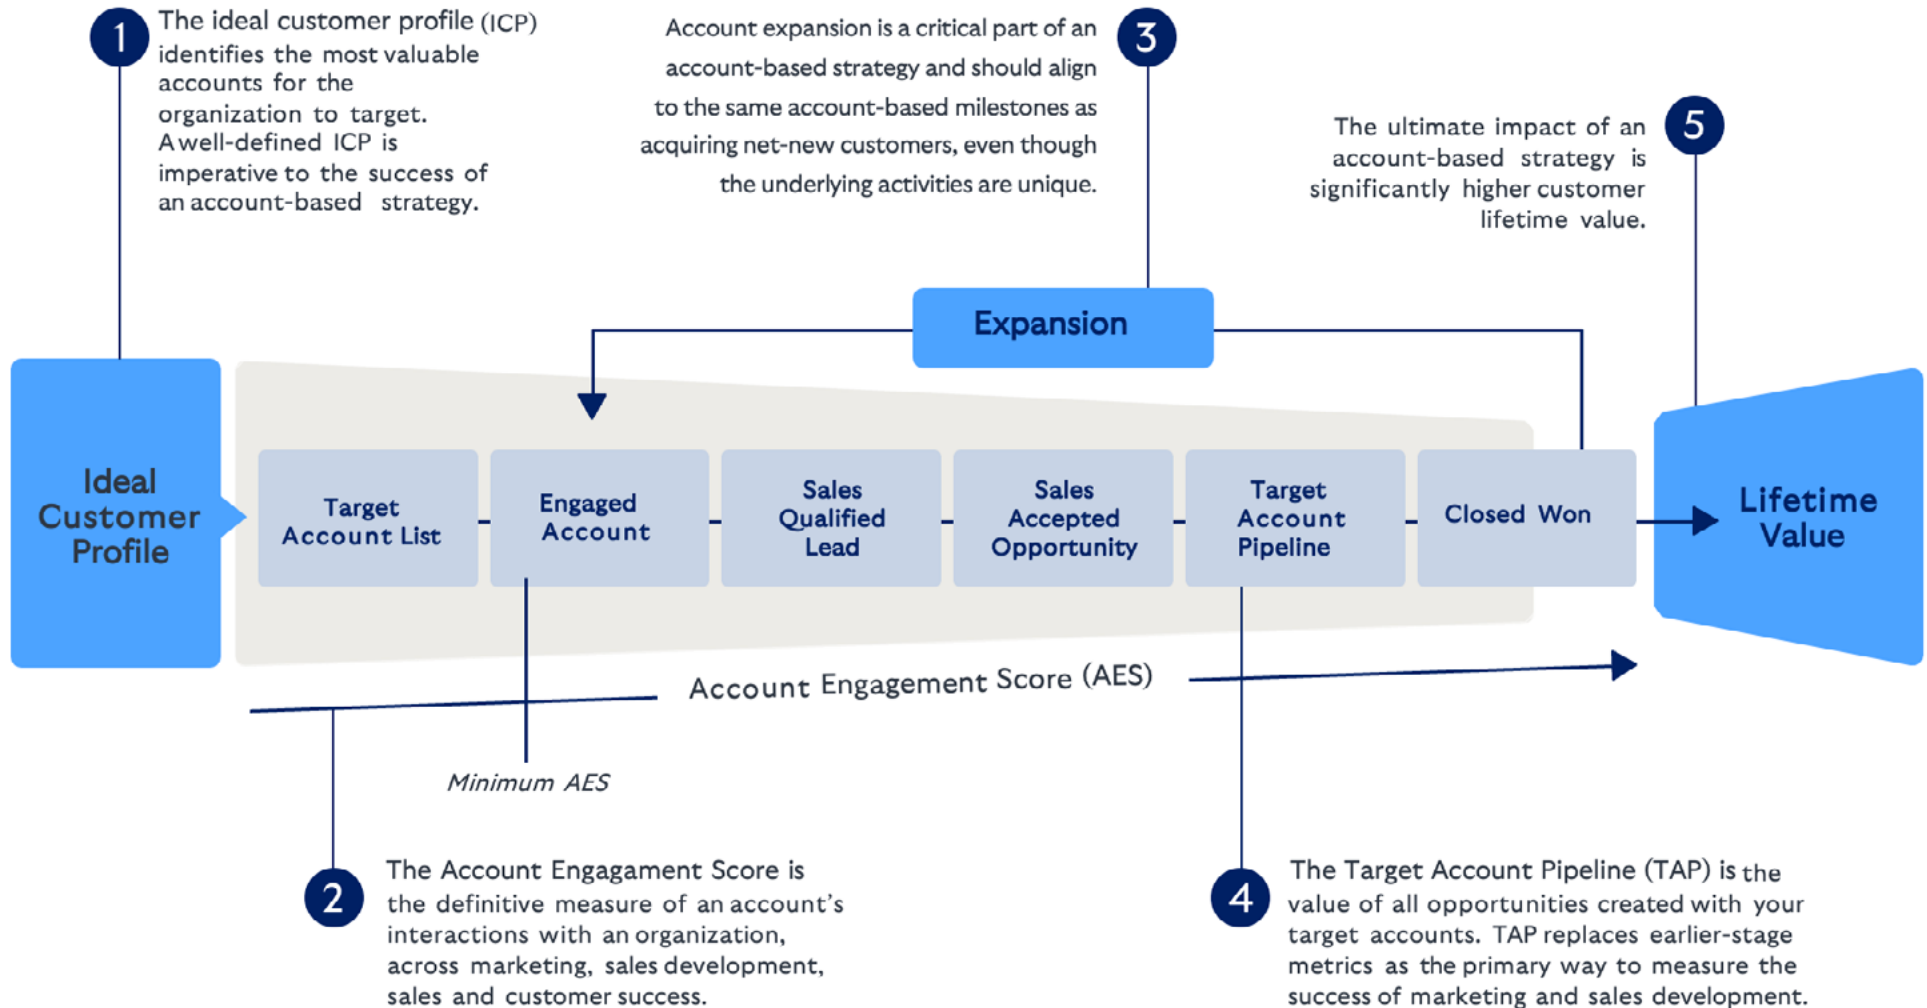 1
The ideal customer profile (ICP)
identifies the most valuable
accounts for the
organization to target.
A well-defined ICP is
imperative to the success of
an account-based strategy.
Account expansion is a critical part of an
account-based strategy and should align
to the same account-based milestones as
acquiring net-new customers, even though
the underlying activities are unique.
3
The ultimate impact of an
account-based strategy is
significantly higher customer
lifetime value.
5
Expansion
Ideal
Customer
Profile
Target
Account List
Engaged
Account
Sales
Qualified
Lead
Sales
Accepted
Opportunity
Target
Account
Pipeline
Closed Won
Lifetime
Value
Account Engagement Score (AES)
Minimum AES
2
The Account Engagament Score is
the definitive measure of an account's
interactions with an organization,
across marketing, sales development,
sales and customer success.
4
The Target Account Pipeline (TAP) is the
value of all opportunities created with your
target accounts. TAP replaces earlier-stage
metrics as the primary way to measure the
success of marketing and sales development.